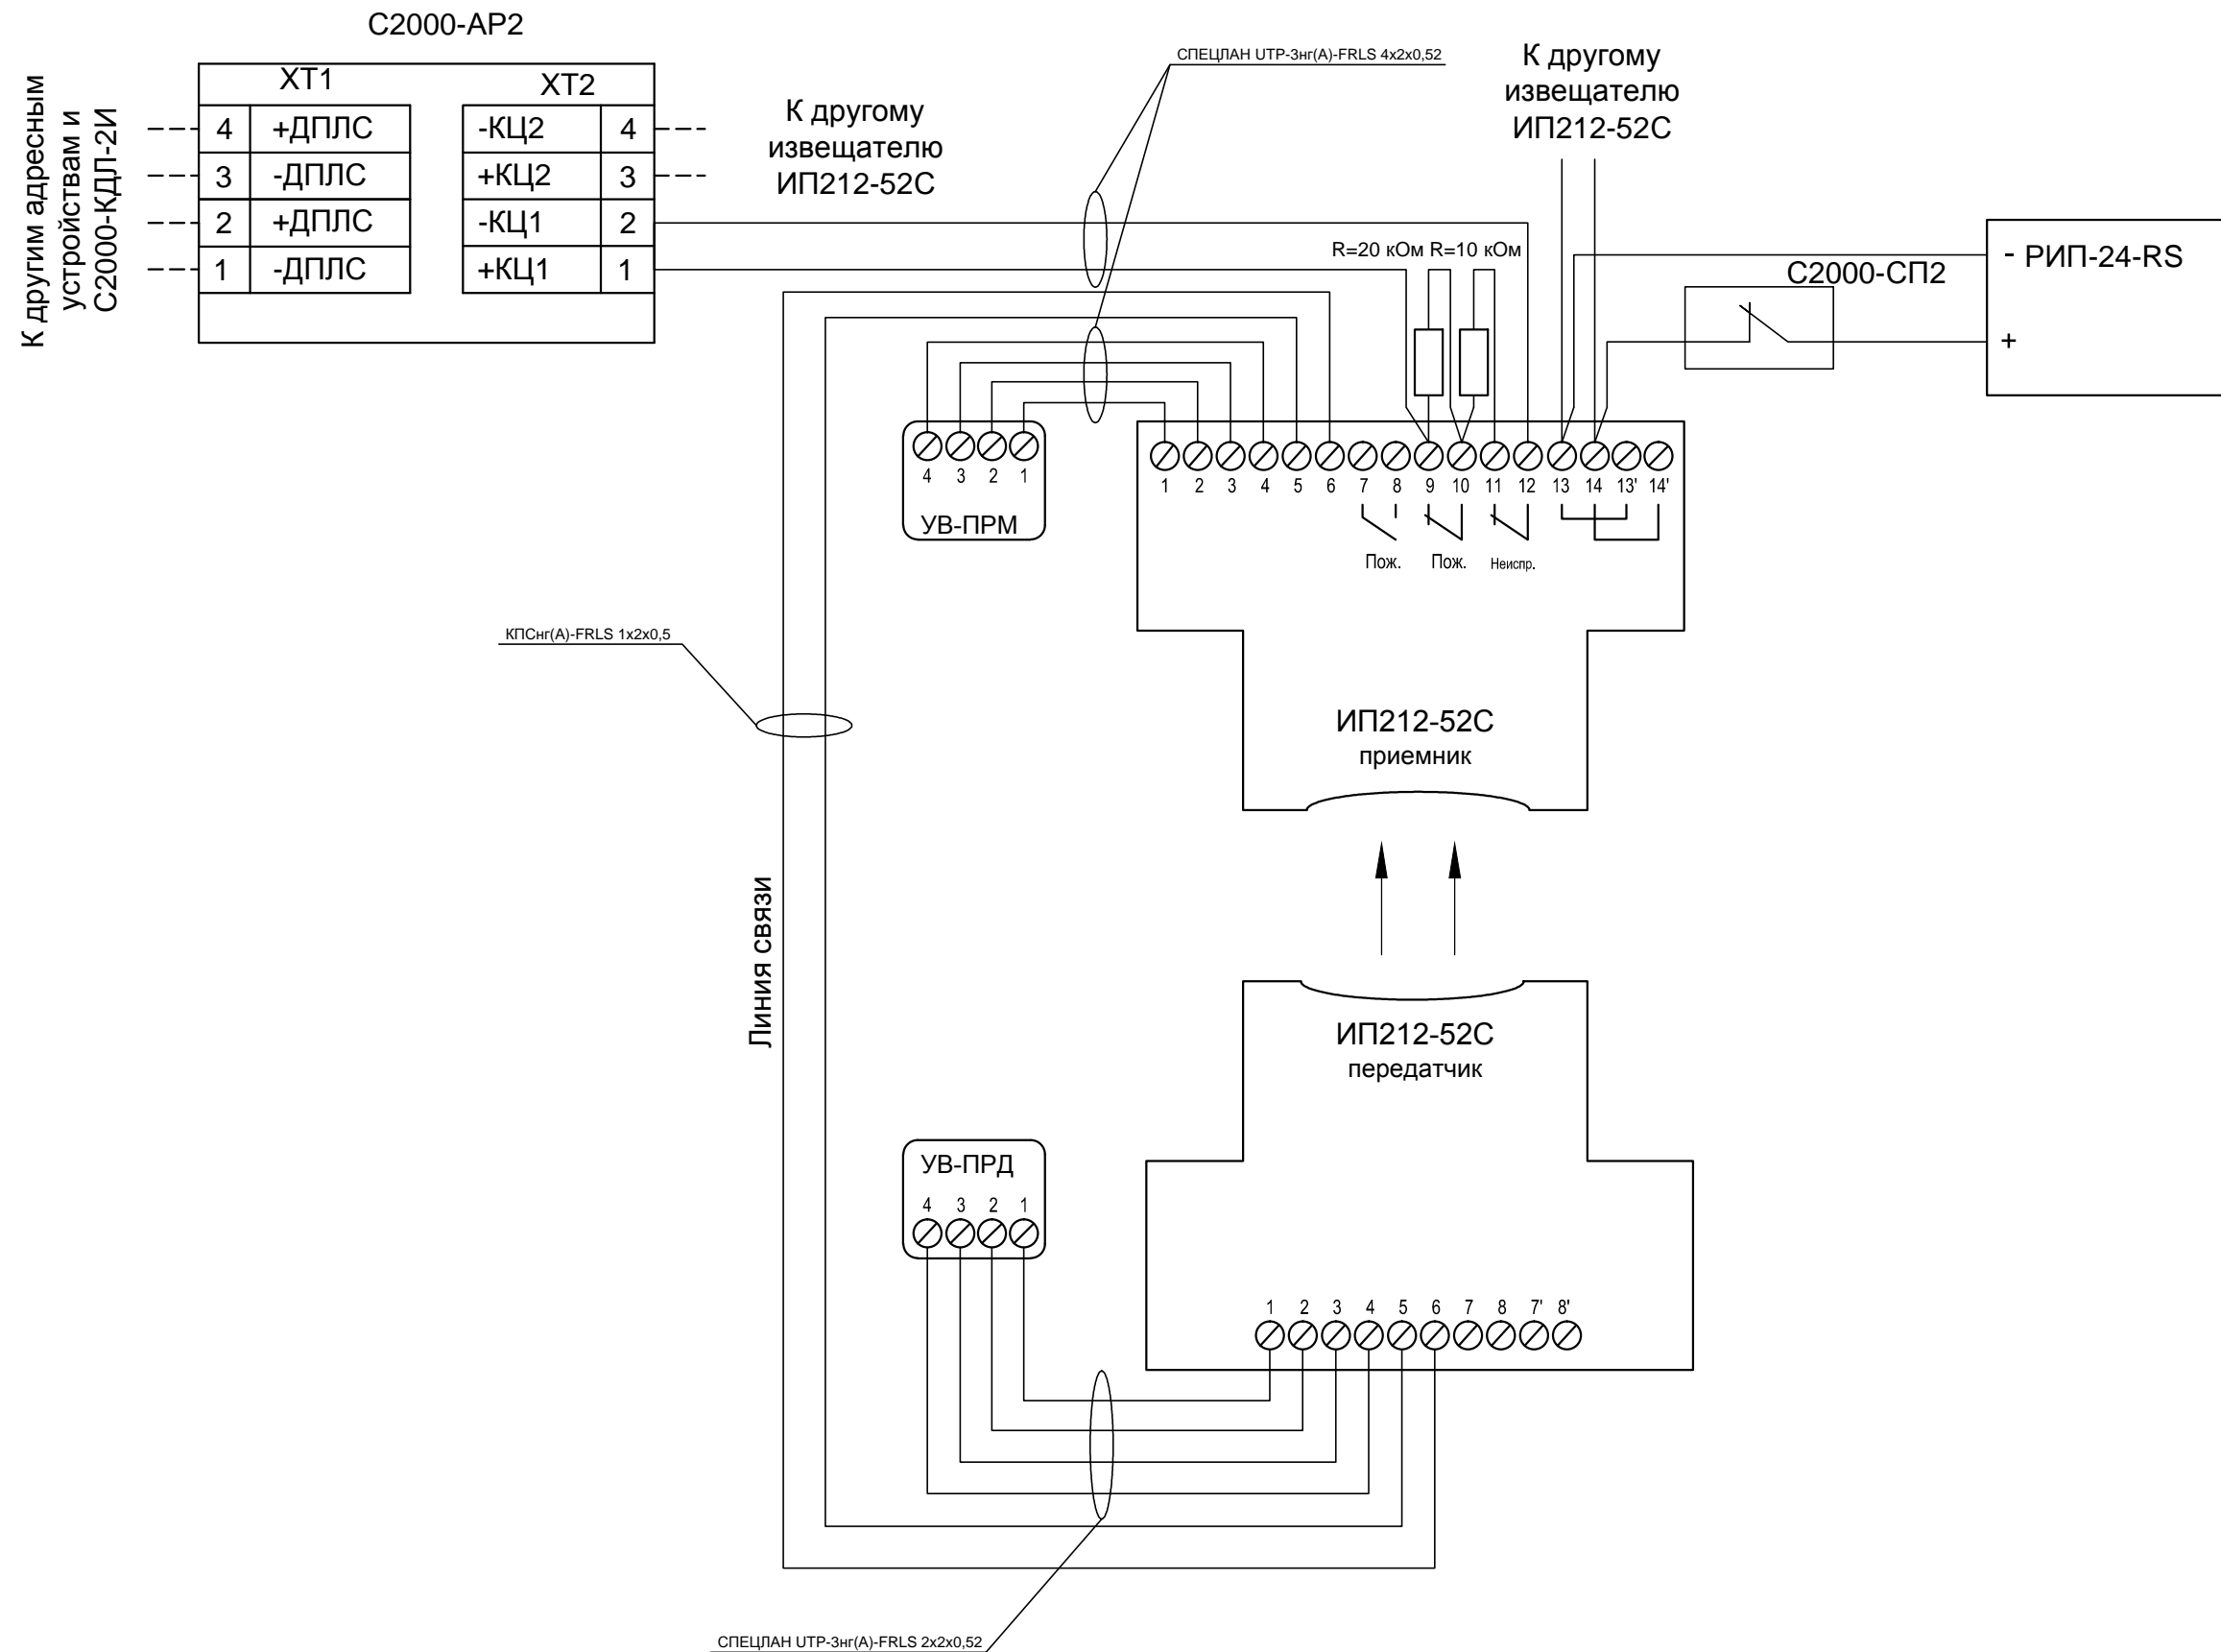 С2000-АР2
К другим адресным
устройствам и
С2000-КДЛ-2И
XT1
XT2
4 +ДПЛС
3 -ДПЛС
2 +ДПЛС
1 -ДПЛС
-КЦ2 4
+КЦ2 3
-КЦ1 2
+КЦ1 1
К другому
извещателю
ИП212-52С
СПЕЦЛАН UTP-3нг(А)-FRLS 4x2x0,52
К другому
извещателю
ИП212-52С
R=20 кОм R=10 кОм
С2000-СП2
- РИП-24-RS
+
4 3 2 1
УВ-ПРМ
1 2 3 4 5 6 7 8 9 10 11 12 13 14 13' 14'
Пож. Пож. Неиспр.
КПСнг(А)-FRLS 1x2x0,5
ИП212-52С
приемник
Линия связи
ИП212-52С
передатчик
УВ-ПРД
4 3 2 1
1 2 3 4 5 6 7 8 7' 8'
СПЕЦЛАН UTP-3нг(А)-FRLS 2x2x0,52